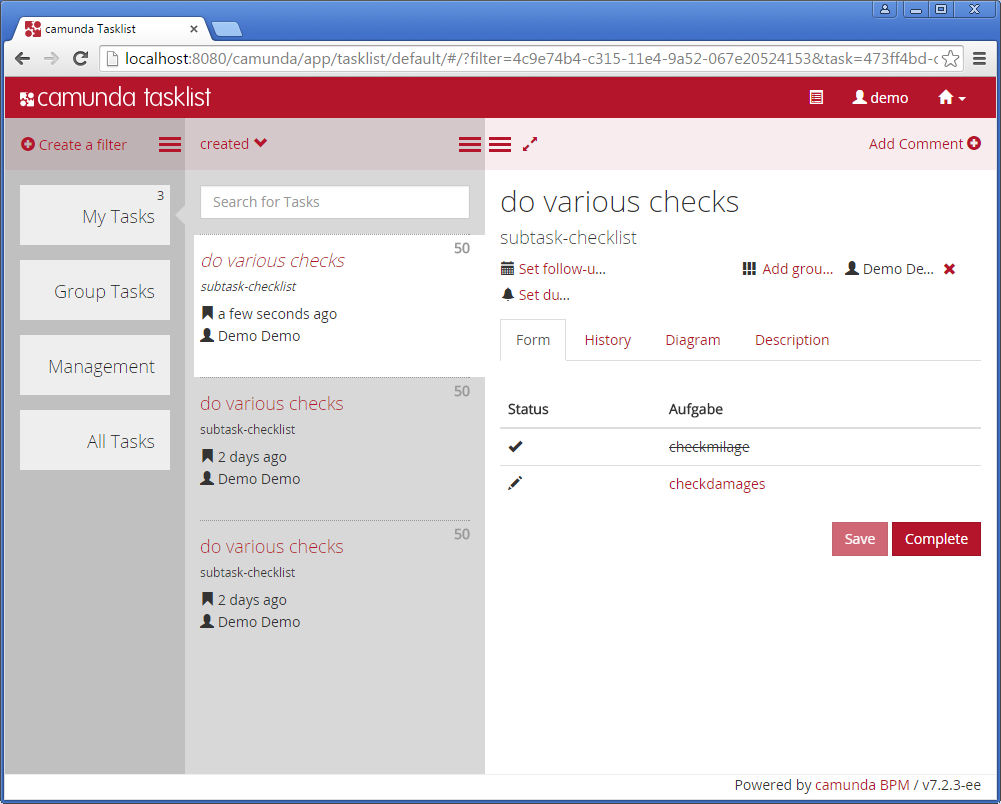 camunda Tasklist
localhost:8080/camunda/app/tasklist/default/#/?filter=4c9e74b4-c315-11e4-9a52-067e20524153&task=473ff4bd-c
camunda tasklist
demo
Create a filter
created
Add Comment
My Tasks
3
Group Tasks
Management
All Tasks
Search for Tasks
do various checks
50
subtask-checklist
a few seconds ago
Demo Demo
do various checks
50
subtask-checklist
2 days ago
Demo Demo
do various checks
50
subtask-checklist
2 days ago
Demo Demo
do various checks
subtask-checklist
Set follow-u...
Add grou...
Demo De...
Set du...
Form
History
Diagram
Description
Status
Aufgabe
checkmilage
checkdamages
Save
Complete
Powered by camunda BPM / v7.2.3-ee